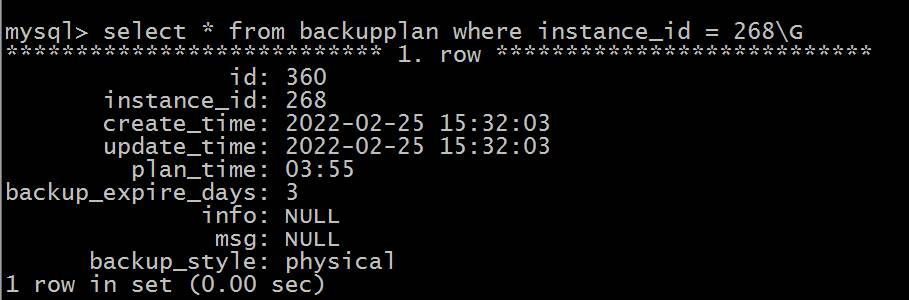 mysql> select * from backupplan where instance_id = 268\G
*************************** 1. row ***************************
id: 360
instance_id: 268
create_time: 2022-02-25 15:32:03
update_time: 2022-02-25 15:32:03
plan_time: 03:55
backup_expire_days: 3
info: NULL
msg: NULL
backup_style: physical
1 row in set (0.00 sec)